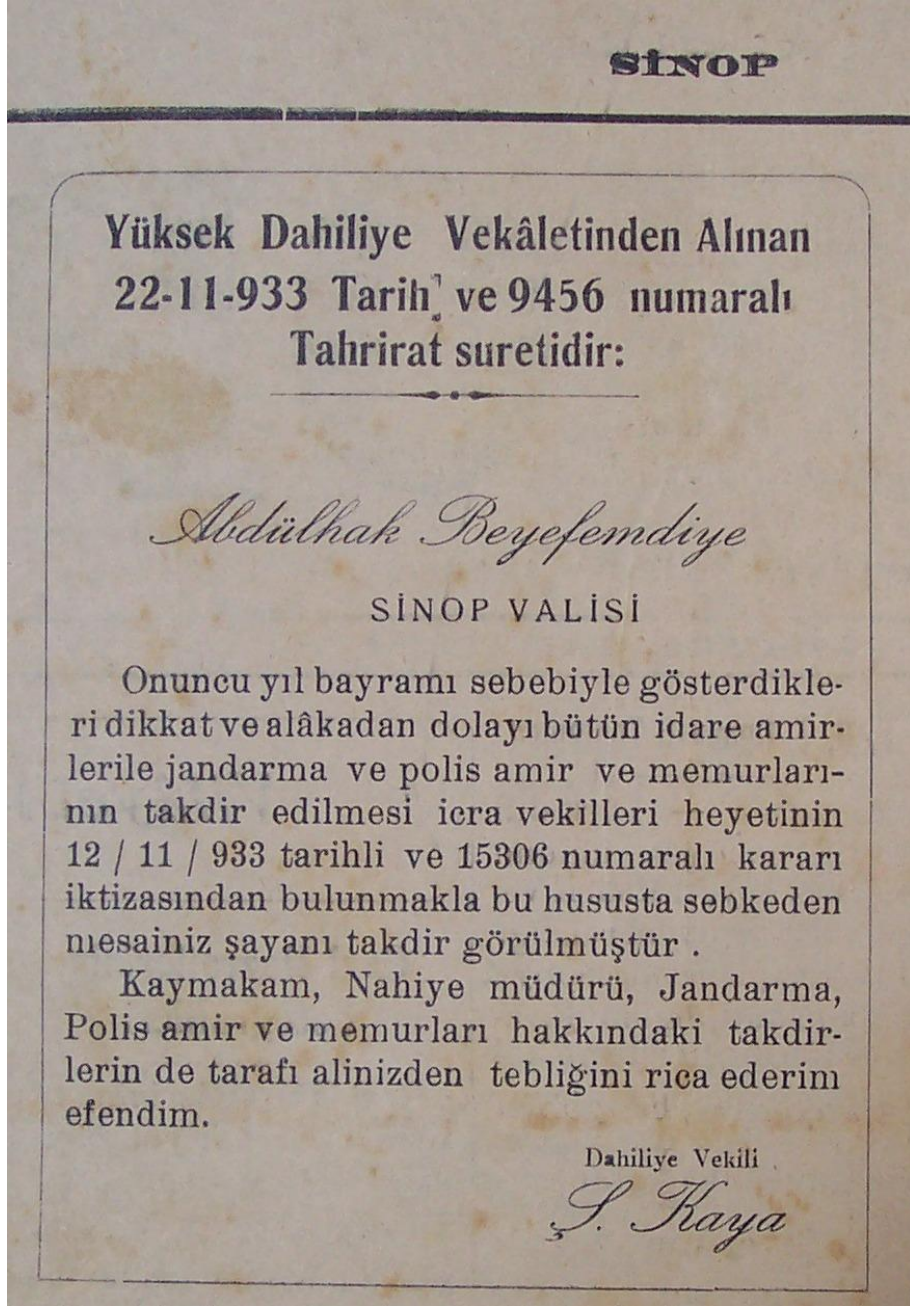 SİNOP
Yüksek Dahiliye Vekâletinden Alınan
22-11-933 Tarihi ve 9456 numaralı
Tahrirat suretidir:
Abdülhak Beyefemdiye
SİNOP VALİSİ
Onuncu yıl bayramı sebebiyle gösterdikle-
ri dikkat ve alâkadan dolayı bütün idare amir-
lerile jandarma ve polis amir ve memurları-
nın takdir edilmesi icra vekilleri heyetinin
12 / 11 / 933 tarihli ve 15306 numaralı kararı
iktizasından bulunmakla bu hususta sebkeden
mesainiz şayanı takdir görülmüştür .
Kaymakam, Nahiye müdürü, Jandarma,
Polis amir ve memurları hakkındaki takdir-
lerin de tarafı alinizden tebliğini rica ederim
efendim.
Dahiliye Vekili
Ş. Kaya